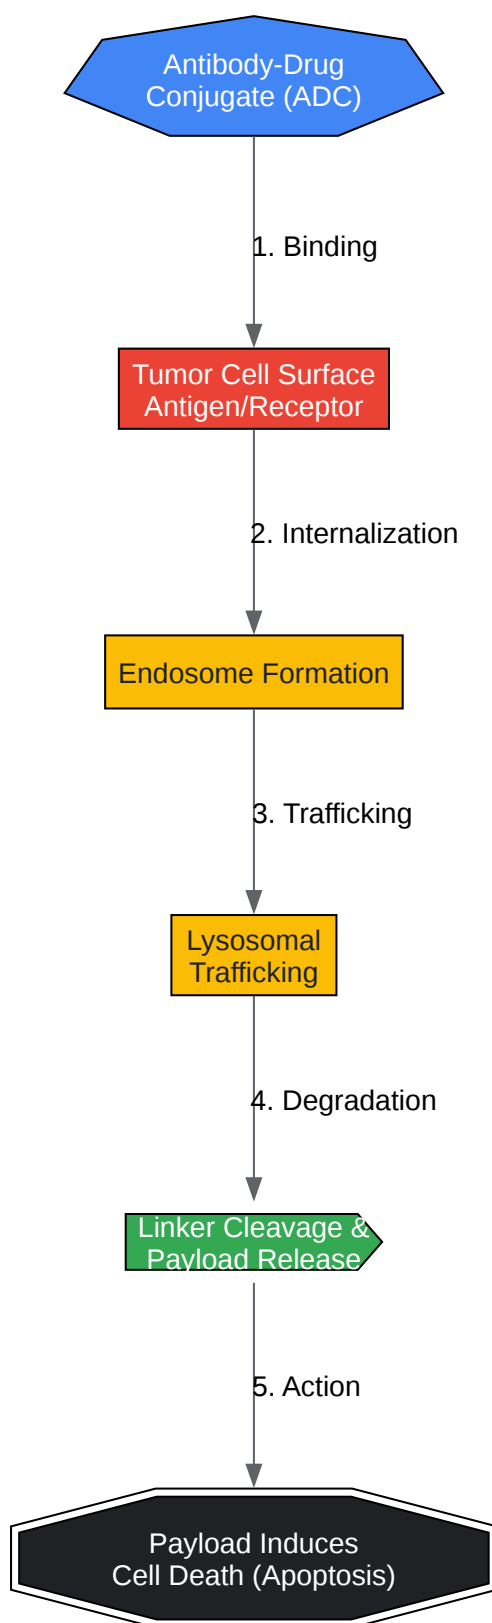 Antibody-Drug
Conjugate (ADC)
1. Binding
Tumor Cell Surface
Antigen/Receptor
2. Internalization
Endosome Formation
3. Trafficking
Lysosomal
Trafficking
4. Degradation
Linker Cleavage &
Payload Release
5. Action
Payload Induces
Cell Death (Apoptosis)